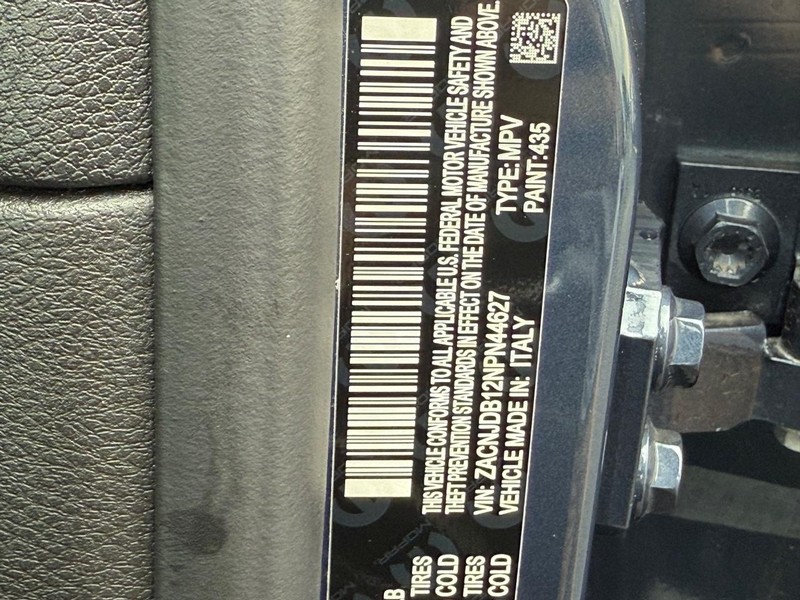 THIS VEHICLE CONFORMS TO ALL APPLICABLE U.S. FEDERAL MOTOR VEHICLE SAFETY AND
THEFT PREVENTION STANDARDS IN EFFECT ON THE DATE OF MANUFACTURE SHOWN ABOVE.
VIN: ZACNJDB12NPN44627 TYPE: MPV
VEHICLE MADE IN: ITALY PAINT: 435
TIRES
COLD
TIRES
COLD
MOPAR